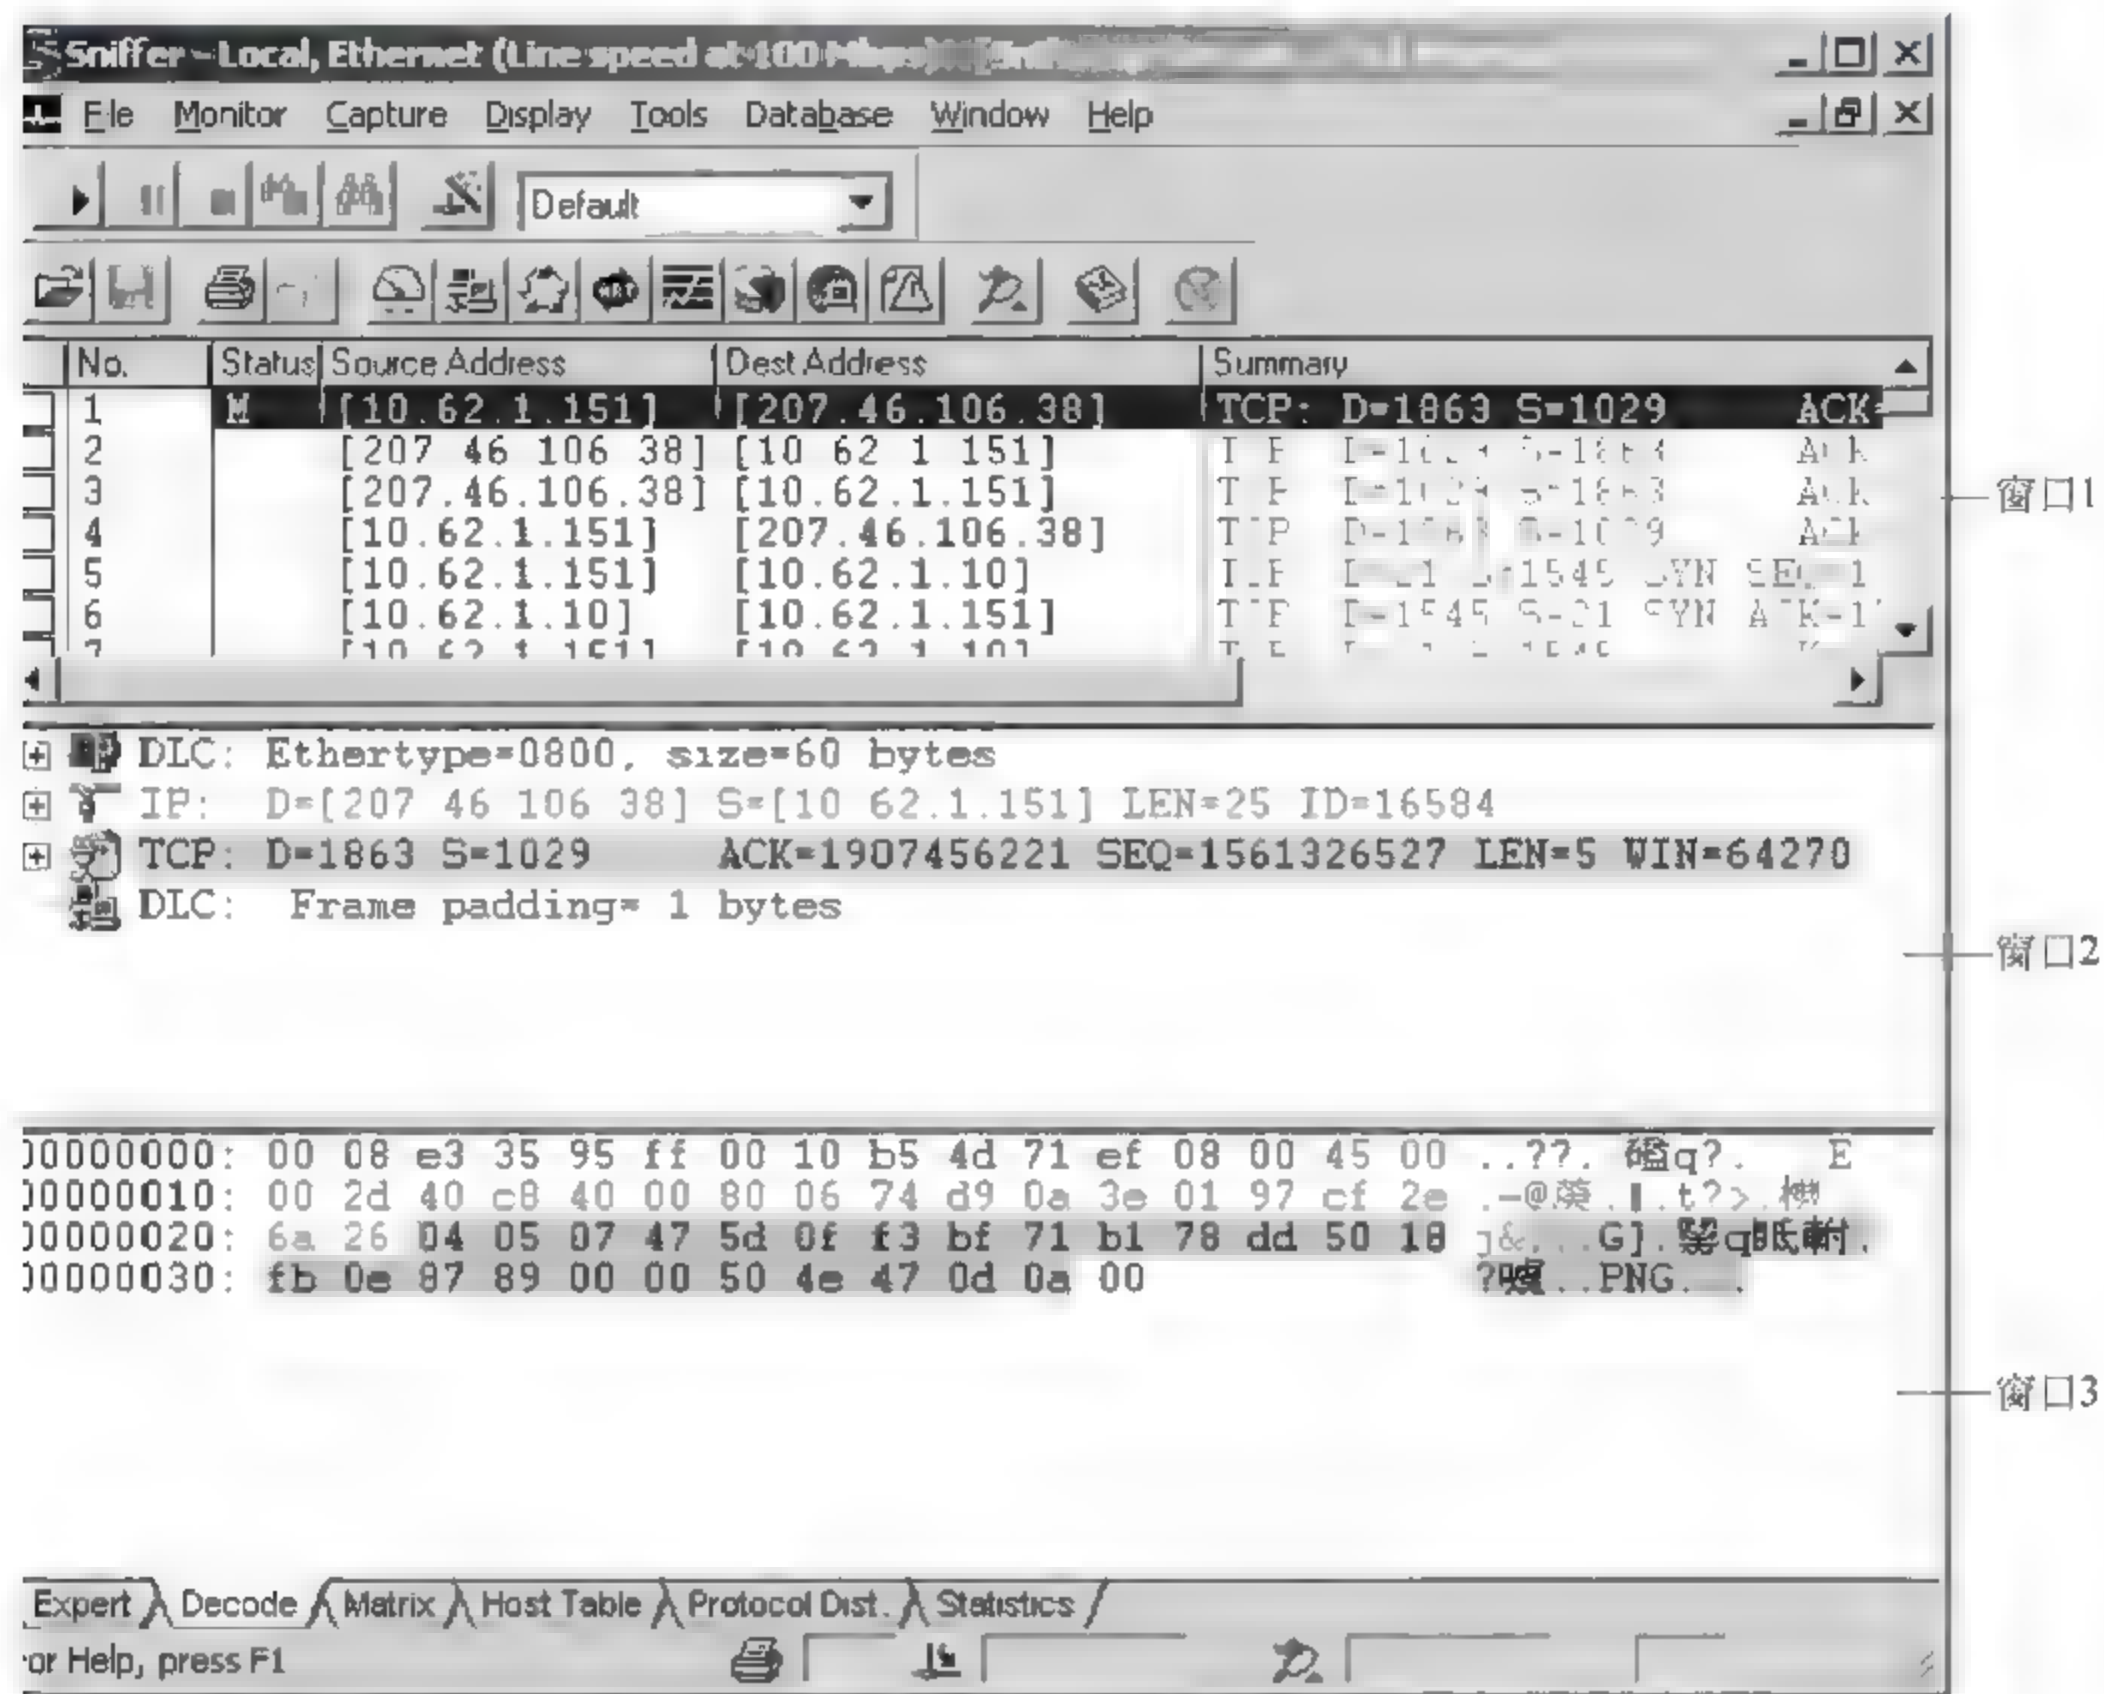 Sniffer - Local, Ethernet (Line speed at 100 Mbps)
File Monitor Capture Display Tools Database Window Help
Default
No. Status Source Address Dest Address Summary
1 M [10.62.1.151] [207.46.106.38] TCP: D=1863 S=1029 ACK=
2 [207 46 106 38] [10 62 1 151] ACK
3 [207.46.106.38] [10.62.1.151] ACK
4 [10.62.1.151] [207.46.106.38] ACK
5 [10.62.1.151] [10.62.1.10] SYN
6 [10.62.1.10] [10.62.1.151] D=1545 S=21 SYN
窗口1
DLC: Ethertype=0800, size=60 bytes
IP: D=[207 46 106 38] S=[10 62.1.151] LEN=25 ID=16584
TCP: D=1863 S=1029 ACK=1907456221 SEQ=1561326527 LEN=5 WIN=64270
DLC: Frame padding= 1 bytes
窗口2
00000000: 00 08 e3 35 95 ff 00 10 b5 4d 71 ef 08 00 45 00 ..??. q?. E
00000010: 00 2d 40 c8 40 00 80 06 74 d9 0a 3e 01 97 cf 2e .-@葵. .t?>.
00000020: 6a 26 04 05 07 47 5d 0f f3 bf 71 b1 78 dd 50 18 j&...G].
00000030: fb 0e 87 89 00 00 50 4e 47 0d 0a 00 ..PNG...
窗口3
Expert Decode Matrix Host Table Protocol Dist. Statistics
or Help, press F1